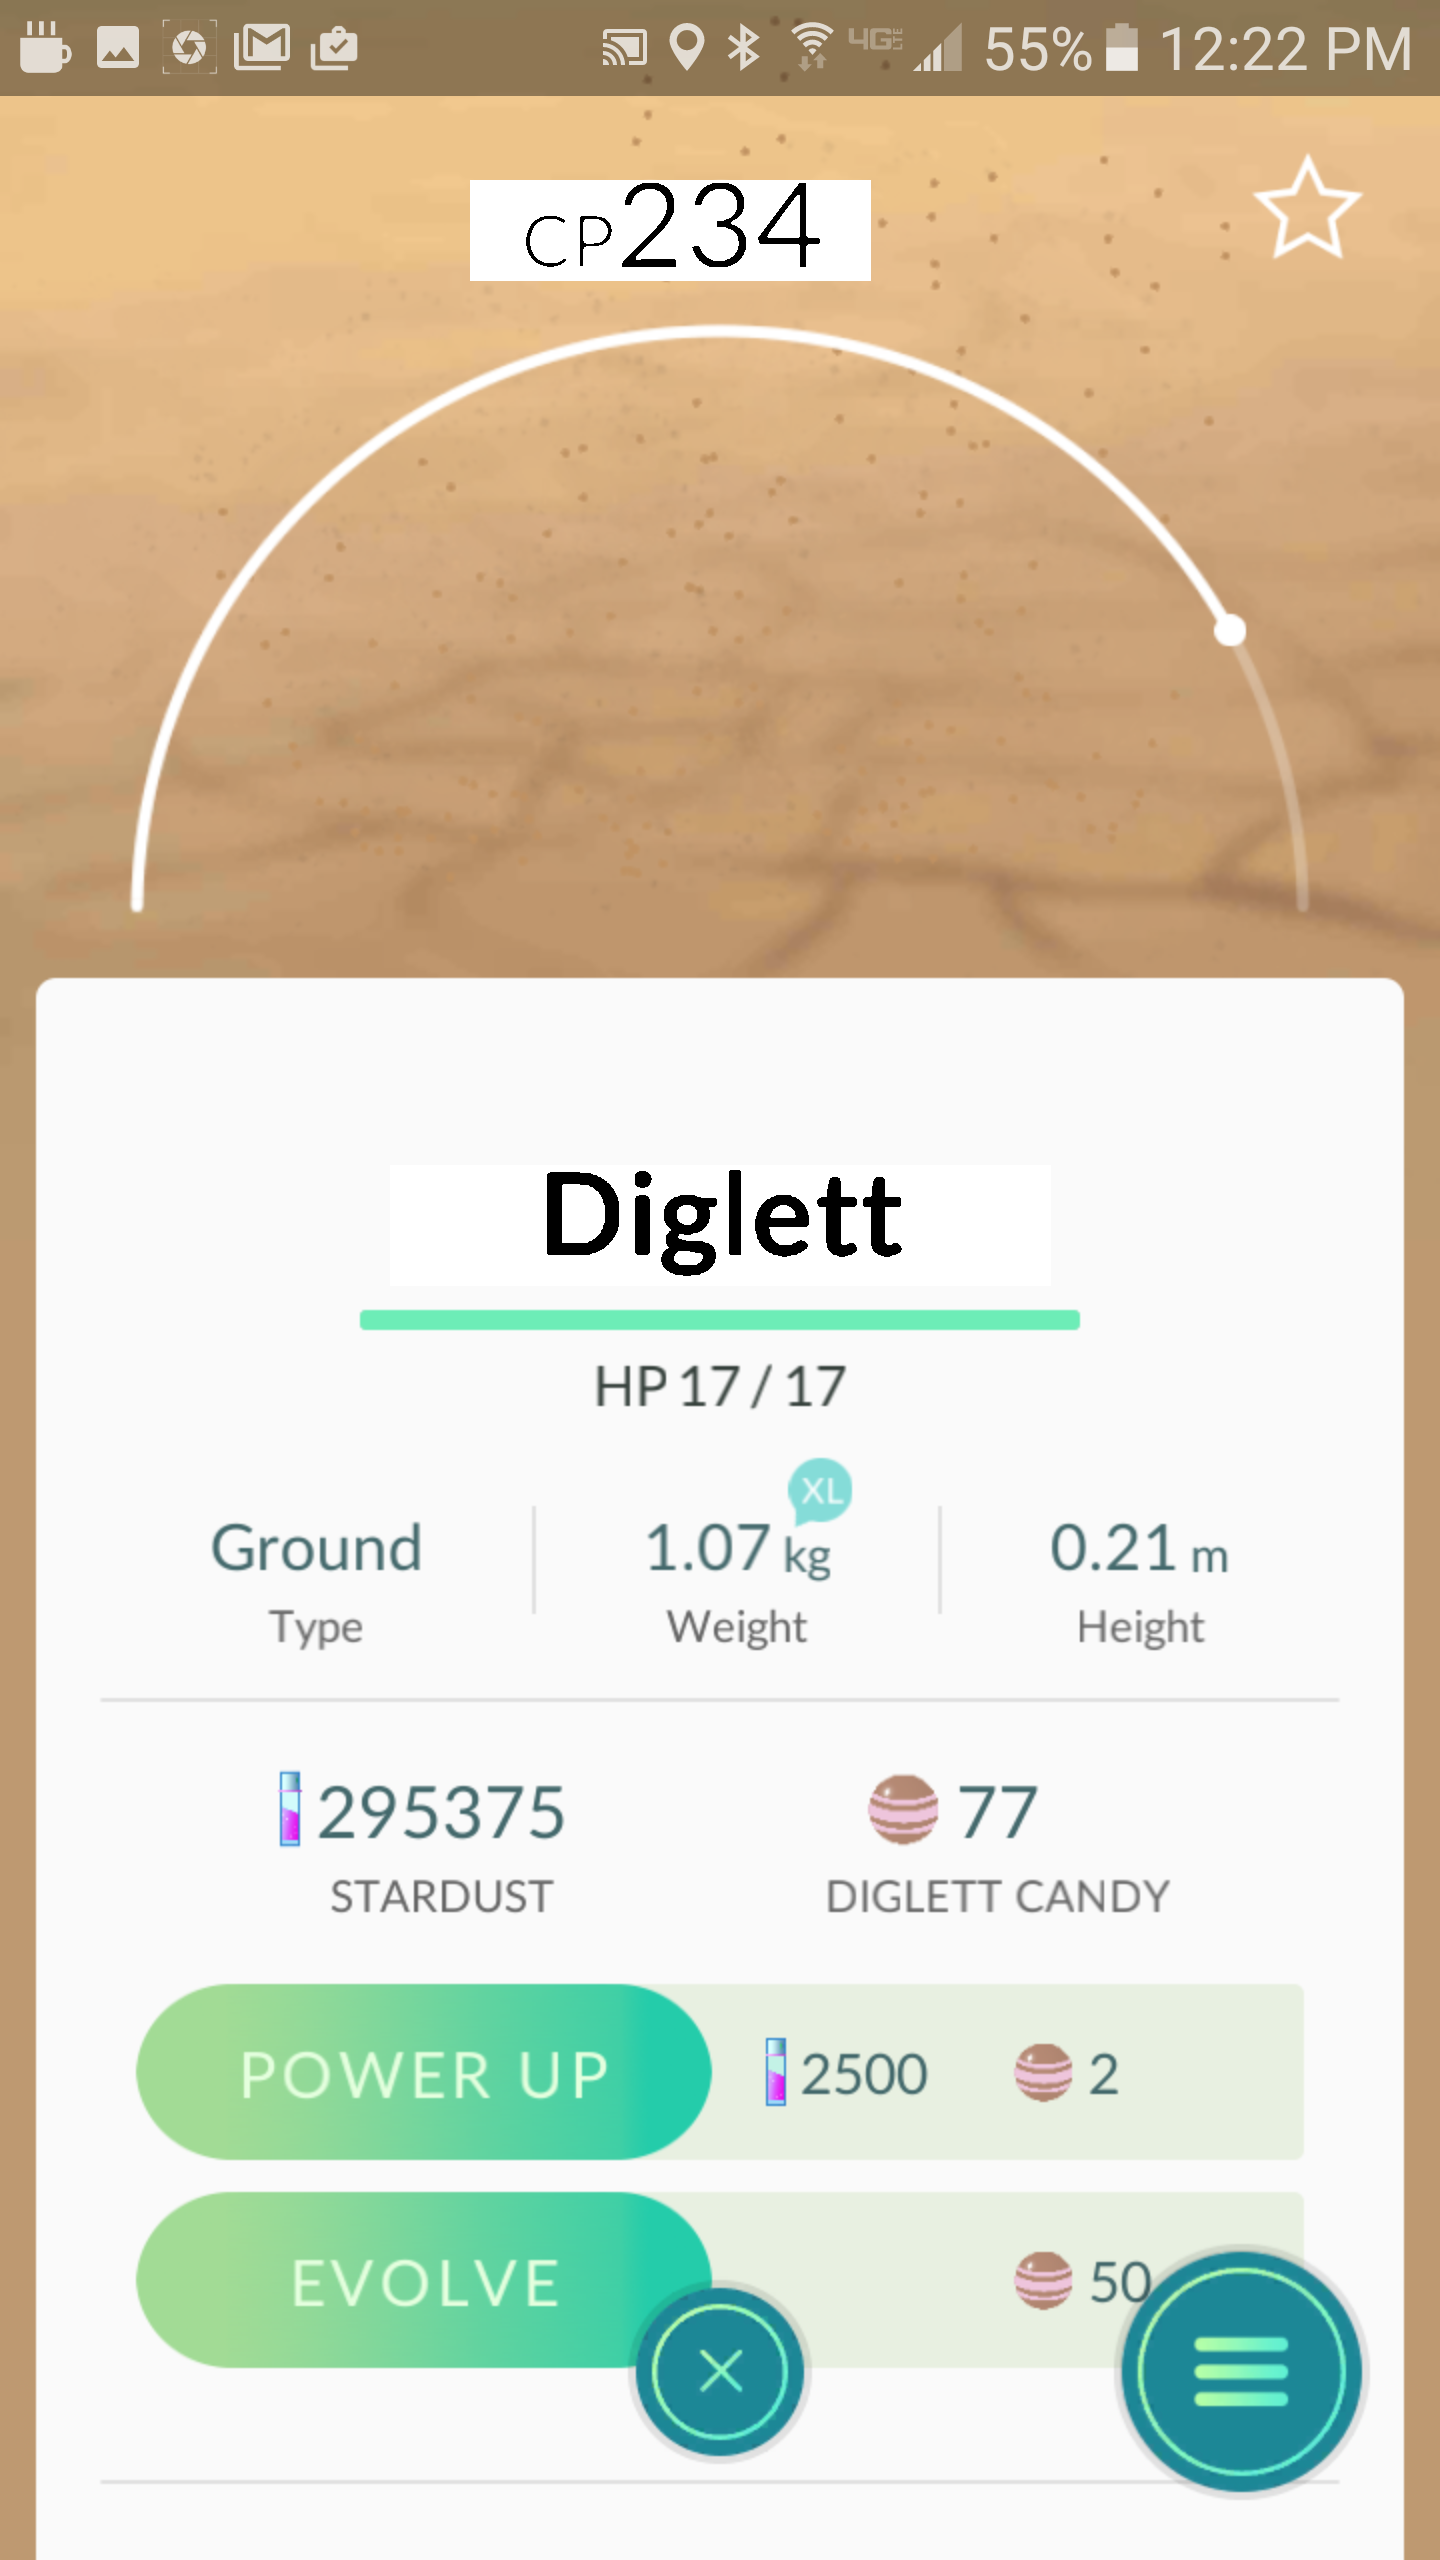 4G LTE 55% 12:22 PM
CP234
Diglett
HP 17 / 17
XL
Ground 1.07 kg 0.21 m
Type Weight Height
295375 77
STARDUST DIGLETT CANDY
POWER UP 2500 2
EVOLVE 50